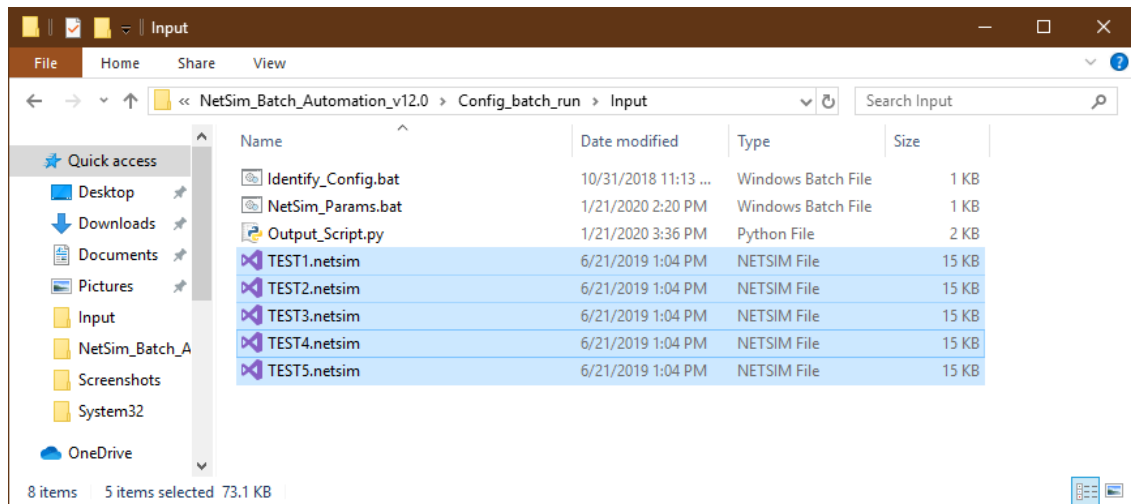 Input
File Home Share View
« NetSim_Batch_Automation_v12.0 › Config_batch_run › Input Search Input
Name Date modified Type Size
Quick access
Desktop
Downloads
Documents
Pictures
Input
NetSim_Batch_A
Screenshots
System32
OneDrive
Identify_Config.bat 10/31/2018 11:13 ... Windows Batch File 1 KB
NetSim_Params.bat 1/21/2020 2:20 PM Windows Batch File 1 KB
Output_Script.py 1/21/2020 3:36 PM Python File 2 KB
TEST1.netsim 6/21/2019 1:04 PM NETSIM File 15 KB
TEST2.netsim 6/21/2019 1:04 PM NETSIM File 15 KB
TEST3.netsim 6/21/2019 1:04 PM NETSIM File 15 KB
TEST4.netsim 6/21/2019 1:04 PM NETSIM File 15 KB
TEST5.netsim 6/21/2019 1:04 PM NETSIM File 15 KB
8 items 5 items selected 73.1 KB